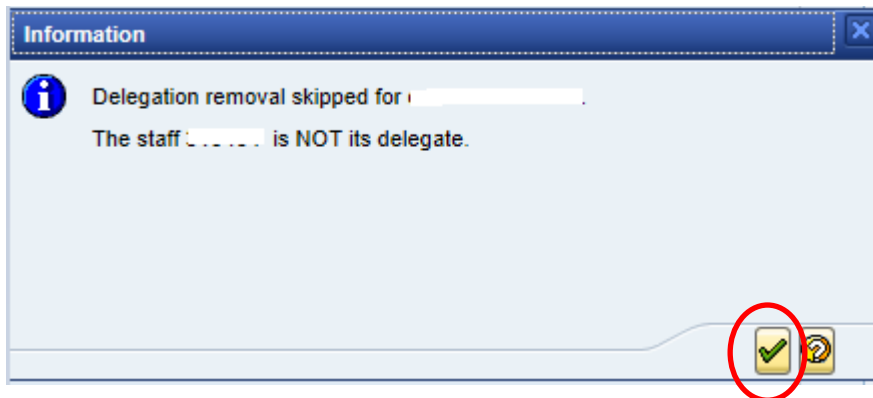 Information
Delegation removal skipped for .
The staff is NOT its delegate.